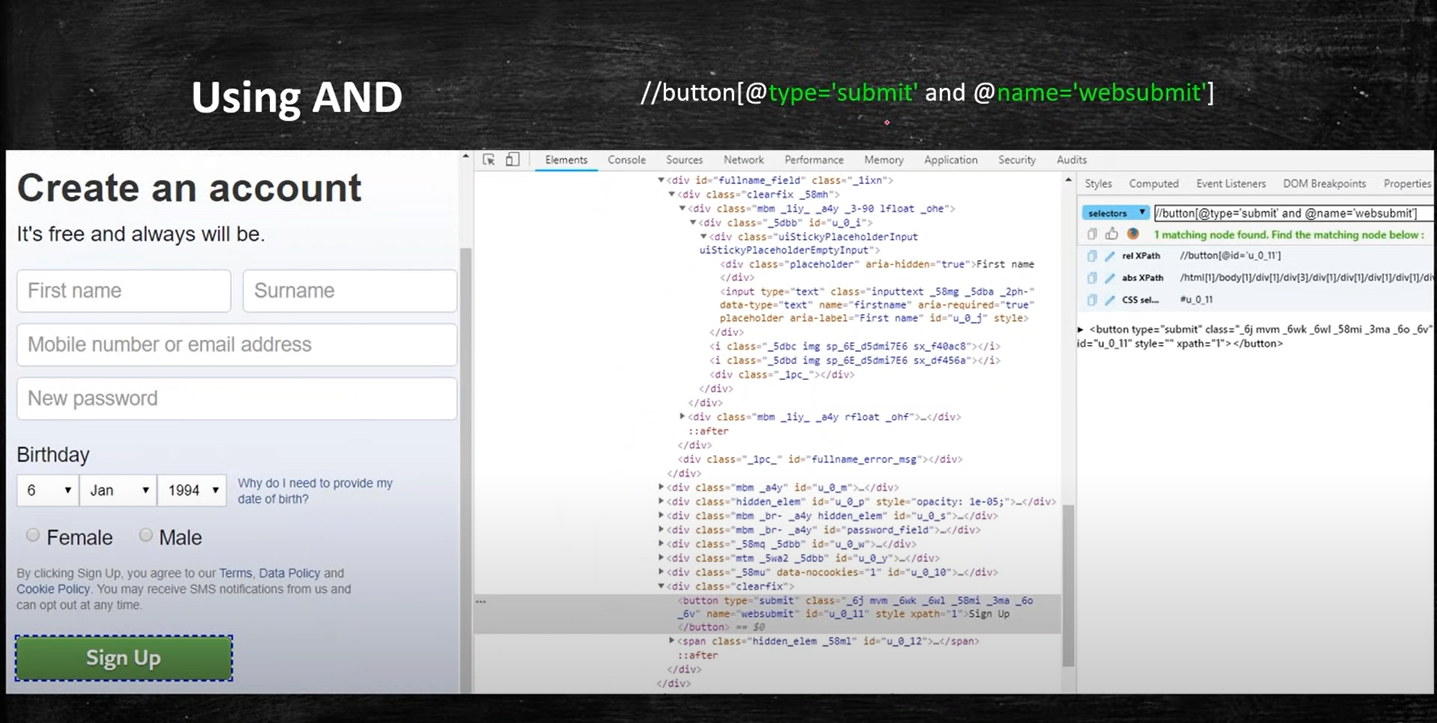 Using AND
//button[@type='submit' and @name='websubmit']
Create an account
It's free and always will be.
First name
Surname
Mobile number or email address
New password
Birthday
6
Jan
1994
Why do I need to provide my
date of birth?
Female
Male
By clicking Sign Up, you agree to our Terms, Data Policy and
Cookie Policy. You may receive SMS notifications from us and
can opt out at any time.
Sign Up
Elements
Console
Sources
Network
Performance
Memory
Application
Security
Audits
<div id="fullname_field" class="_1ixn">
<div class="clearfix _58mh">
<div class="mbm _1iy_ _a4y _3-90 lfloat _ohe">
<div class="_5dbb" id="u_0_i">
<div class="uiStickyPlaceholderInput
uiStickyPlaceholderEmptyInput">
<div class="placeholder" aria-hidden="true">First name
</div>
<input type="text" class="inputtext _58mg _5dba _2ph-"
data-type="text" name="firstname" aria-required="true"
placeholder aria-label="First name" id="u_0_j" style>
</div>
<i class="_5dbc img sp_6E_d5dmi7E6 sx_f40ac8"></i>
<i class="_5dbd img sp_6E_d5dmi7E6 sx_df456a"></i>
<div class="_1pc_"></div>
</div>
</div>
<div class="mbm _1iy_ _a4y rfloat _ohf">…</div>
::after
</div>
<div class="_1pc_" id="fullname_error_msg"></div>
</div>
<div class="mbm _a4y" id="u_0_m">…</div>
<div class="hidden_elem" id="u_0_p" style="opacity: 1e-05;">…</div>
<div class="mbm _br- _a4y hidden_elem" id="u_0_s">…</div>
<div class="mbm _br- _a4y" id="password_field">…</div>
<div class="_58mq _5dbb" id="u_0_w">…</div>
<div class="mtm _5wa2 _5dbb" id="u_0_y">…</div>
<div class="_58mu" data-nocookies="1" id="u_0_10">…</div>
<div class="clearfix">
<button type="submit" class="_6j mvm _6wk _6wl _58mi _3ma _6o
_6v" name="websubmit" id="u_0_11" style xpath="1">Sign Up
</button> == $0
<span class="hidden_elem _58ml" id="u_0_12">…</span>
::after
</div>
</div>
Styles
Computed
Event Listeners
DOM Breakpoints
Properties
selectors
//button[@type='submit' and @name='websubmit']
1 matching node found. Find the matching node below :
rel XPath
//button[@id='u_0_11']
abs XPath
/html[1]/body[1]/div[1]/div[3]/div[1]/div[1]/div[1]/div[1]/div
CSS sel...
#u_0_11
<button type="submit" class="_6j mvm _6wk _6wl _58mi _3ma _6o _6v"
id="u_0_11" style="" xpath="1"></button>